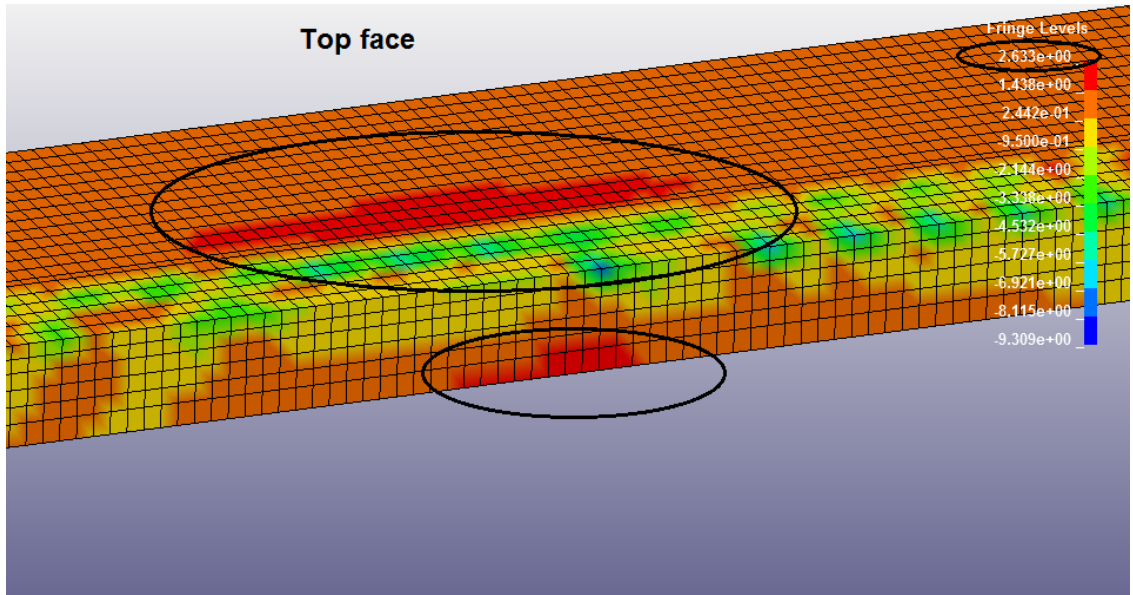 Top face
Fringe Levels
2.633e+00
1.438e+00
2.442e-01
-9.500e-01
-2.144e+00
-3.338e+00
-4.532e+00
-5.727e+00
-6.921e+00
-8.115e+00
-9.309e+00